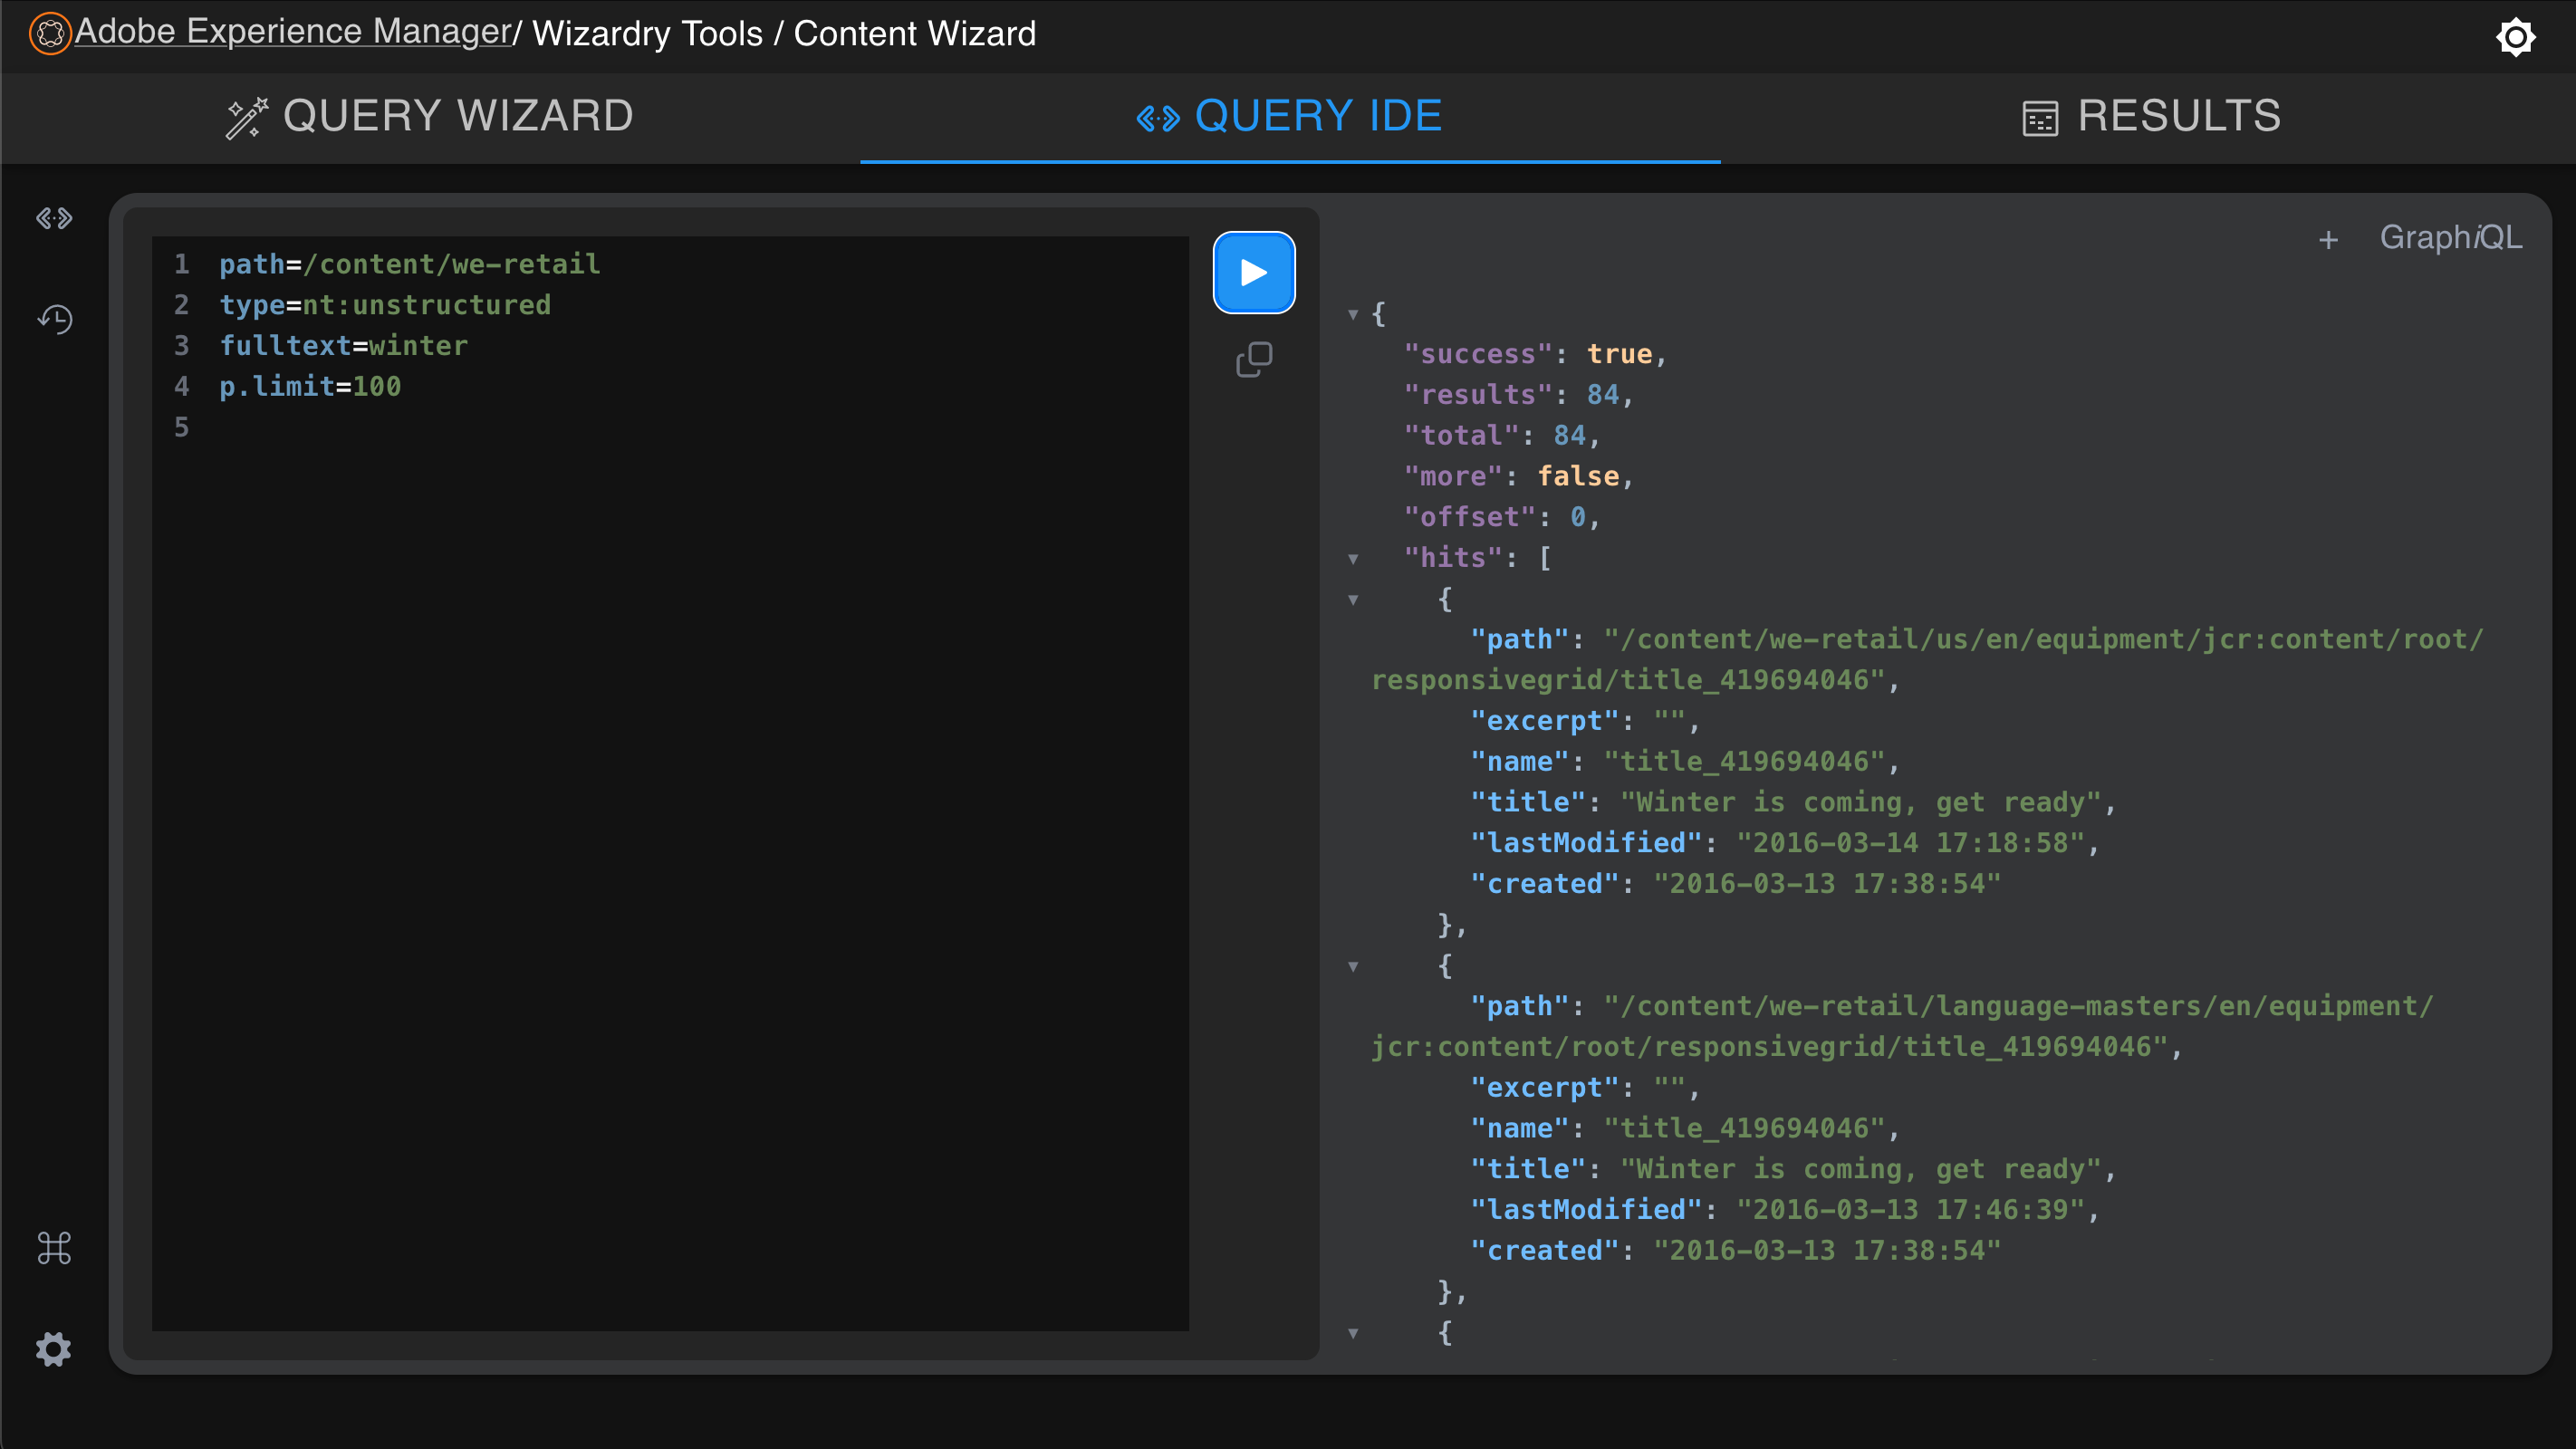 Adobe Experience Manager/ Wizardry Tools / Content Wizard
QUERY WIZARD
QUERY IDE
RESULTS
1 path=/content/we-retail
2 type=nt:unstructured
3 fulltext=winter
4 p.limit=100
5
+ GraphiQL
{
"success": true,
"results": 84,
"total": 84,
"more": false,
"offset": 0,
"hits": [
{
"path": "/content/we-retail/us/en/equipment/jcr:content/root/
responsivegrid/title_419694046",
"excerpt": "",
"name": "title_419694046",
"title": "Winter is coming, get ready",
"lastModified": "2016-03-14 17:18:58",
"created": "2016-03-13 17:38:54"
},
{
"path": "/content/we-retail/language-masters/en/equipment/
jcr:content/root/responsivegrid/title_419694046",
"excerpt": "",
"name": "title_419694046",
"title": "Winter is coming, get ready",
"lastModified": "2016-03-13 17:46:39",
"created": "2016-03-13 17:38:54"
},
{